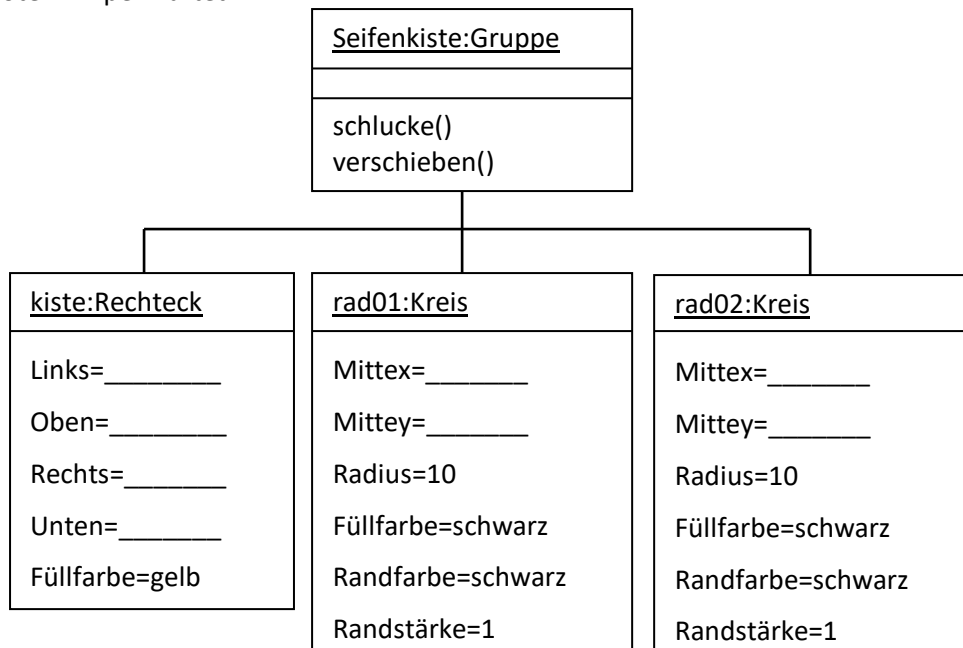 Seifenkiste:Gruppe
schlucke()
verschieben()
kiste:Rechteck
Links=________
Oben=________
Rechts=_______
Unten=_______
Füllfarbe=gelb
rad01:Kreis
Mittex=_______
Mittey=_______
Radius=10
Füllfarbe=schwarz
Randfarbe=schwarz
Randstärke=1
rad02:Kreis
Mittex=_______
Mittey=_______
Radius=10
Füllfarbe=schwarz
Randfarbe=schwarz
Randstärke=1